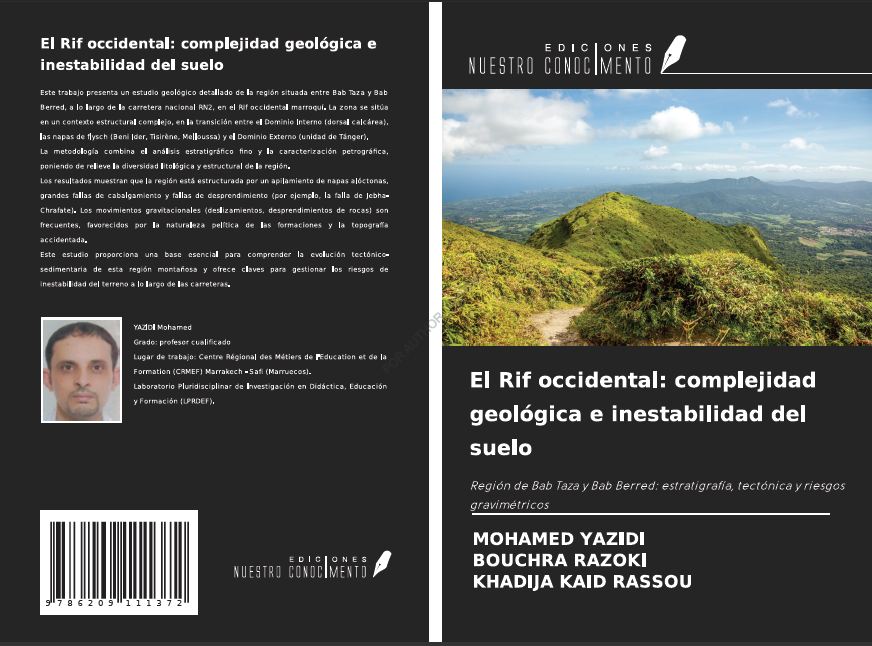 El Rif occidental: complejidad geológica e
inestabilidad del suelo
Este trabajo presenta un estudio geológico detallado de la región situada entre Bab Taza y Bab
Berred, a lo largo de la carretera nacional RN2, en el Rif occidental marroquí. La zona se sitúa
en un contexto estructural complejo, en la transición entre el Dominio Interno (dorsal calcárea),
las napas de flysch (Beni Ider, Tisirène, Melloussa) y el Dominio Externo (unidad de Tánger).
La metodología combina el análisis estratigráfico fino y la caracterización petrográfica,
poniendo de relieve la diversidad litológica y estructural de la región.
Los resultados muestran que la región está estructurada por un apilamiento de napas alóctonas,
grandes fallas de cabalgamiento y fallas de desprendimiento (por ejemplo, la falla de Jebha-
Chrafate). Los movimientos gravitacionales (deslizamientos, desprendimientos de rocas) son
frecuentes, favorecidos por la naturaleza pelítica de las formaciones y la topografía
accidentada.
Este estudio proporciona una base esencial para comprender la evolución tectónico-
sedimentaria de esta región montañosa y ofrece claves para gestionar los riesgos de
inestabilidad del terreno a lo largo de las carreteras.
YAZIDI Mohamed
Grado: profesor cualificado
Lugar de trabajo: Centre Régional des Métiers de l'Education et de la
Formation (CRMEF) Marrakech - Safi (Marruecos).
Laboratorio Pluridisciplinar de Investigación en Didáctica, Educación
y Formación (LPRDEF).
9 786209 111372
EDICIONES
NUESTRO CONOCIMIENTO
EDICIONES
NUESTRO CONOCIMIENTO
El Rif occidental: complejidad
geológica e inestabilidad del
suelo
Región de Bab Taza y Bab Berred: estratigrafía, tectónica y riesgos
gravimétricos
MOHAMED YAZIDI
BOUCHRA RAZOKI
KHADIJA KAID RASSOU
FOR AUTHOR